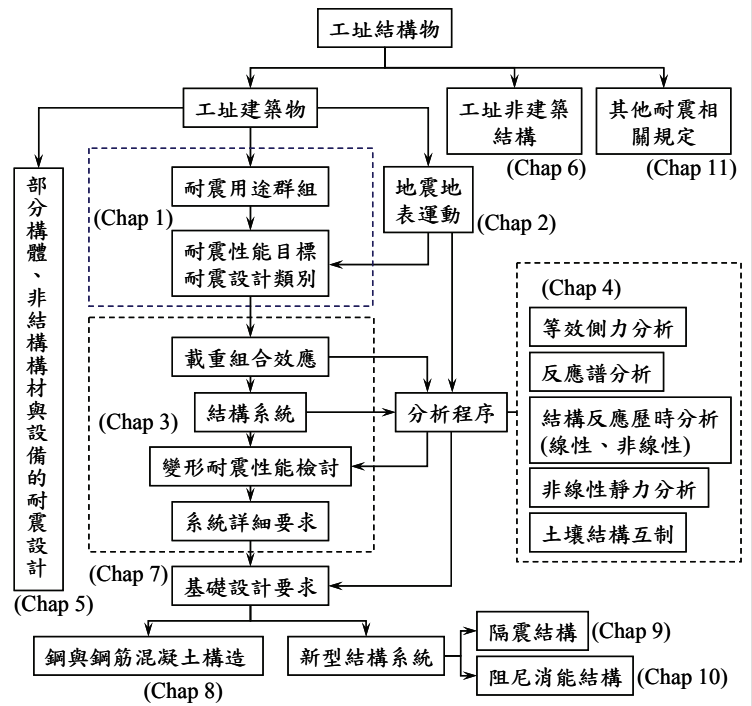 工址結構物
工址建築物
工址非建築
結構
(Chap 6)
其他耐震相
關規定
(Chap 11)
部分構體、非結構構材與設備的耐震設計
(Chap 5)
(Chap 1)
耐震用途群組
耐震性能目標
耐震設計類別
地震地
表運動
(Chap 2)
(Chap 3)
載重組合效應
結構系統
變形耐震性能檢討
系統詳細要求
分析程序
(Chap 4)
等效側力分析
反應譜分析
結構反應歷時分析
(線性、非線性)
非線性靜力分析
土壤結構互制
(Chap 7)
基礎設計要求
鋼與鋼筋混凝土構造
(Chap 8)
新型結構系統
隔震結構
(Chap 9)
阻尼消能結構
(Chap 10)